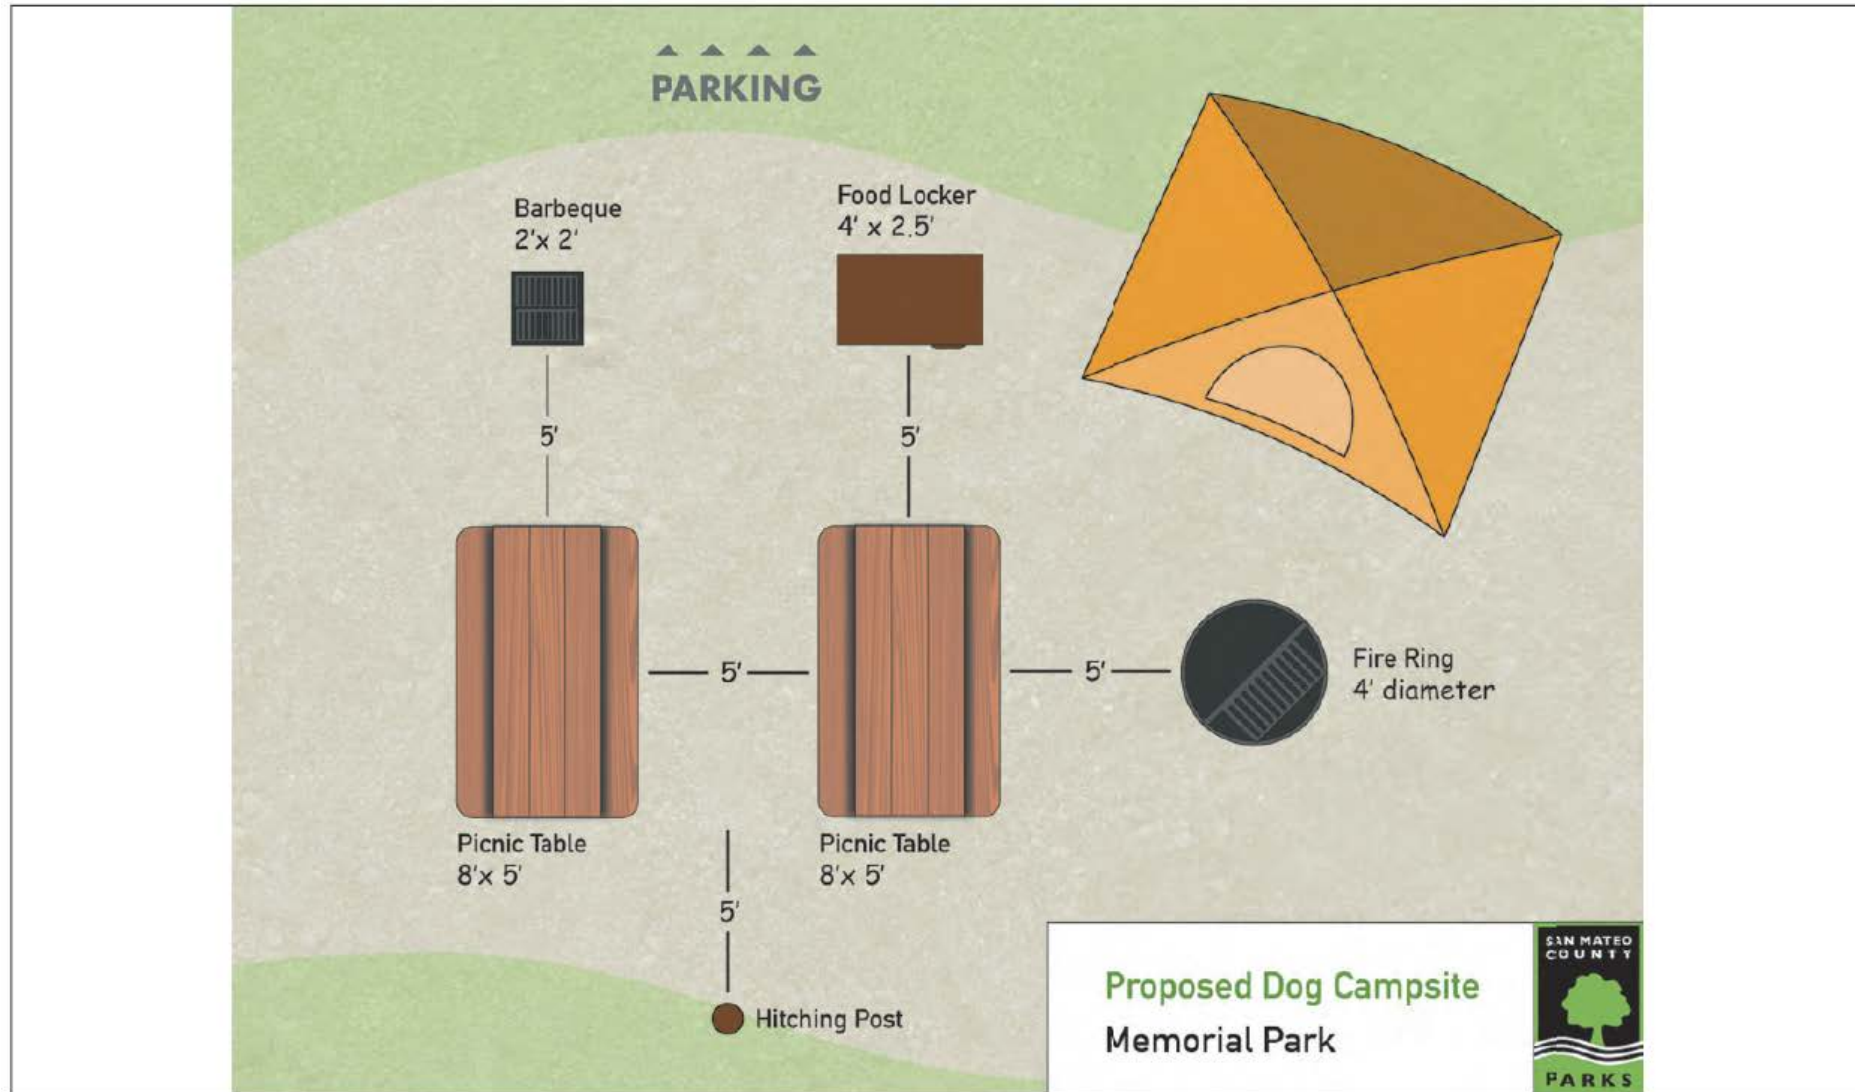 PARKING
Barbeque
2'x 2'
Food Locker
4' x 2.5'
5'
5'
5'
5'
Fire Ring
4' diameter
Picnic Table
8'x 5'
Picnic Table
8'x 5'
5'
Hitching Post
Proposed Dog Campsite
Memorial Park
SAN MATEO
COUNTY
PARKS